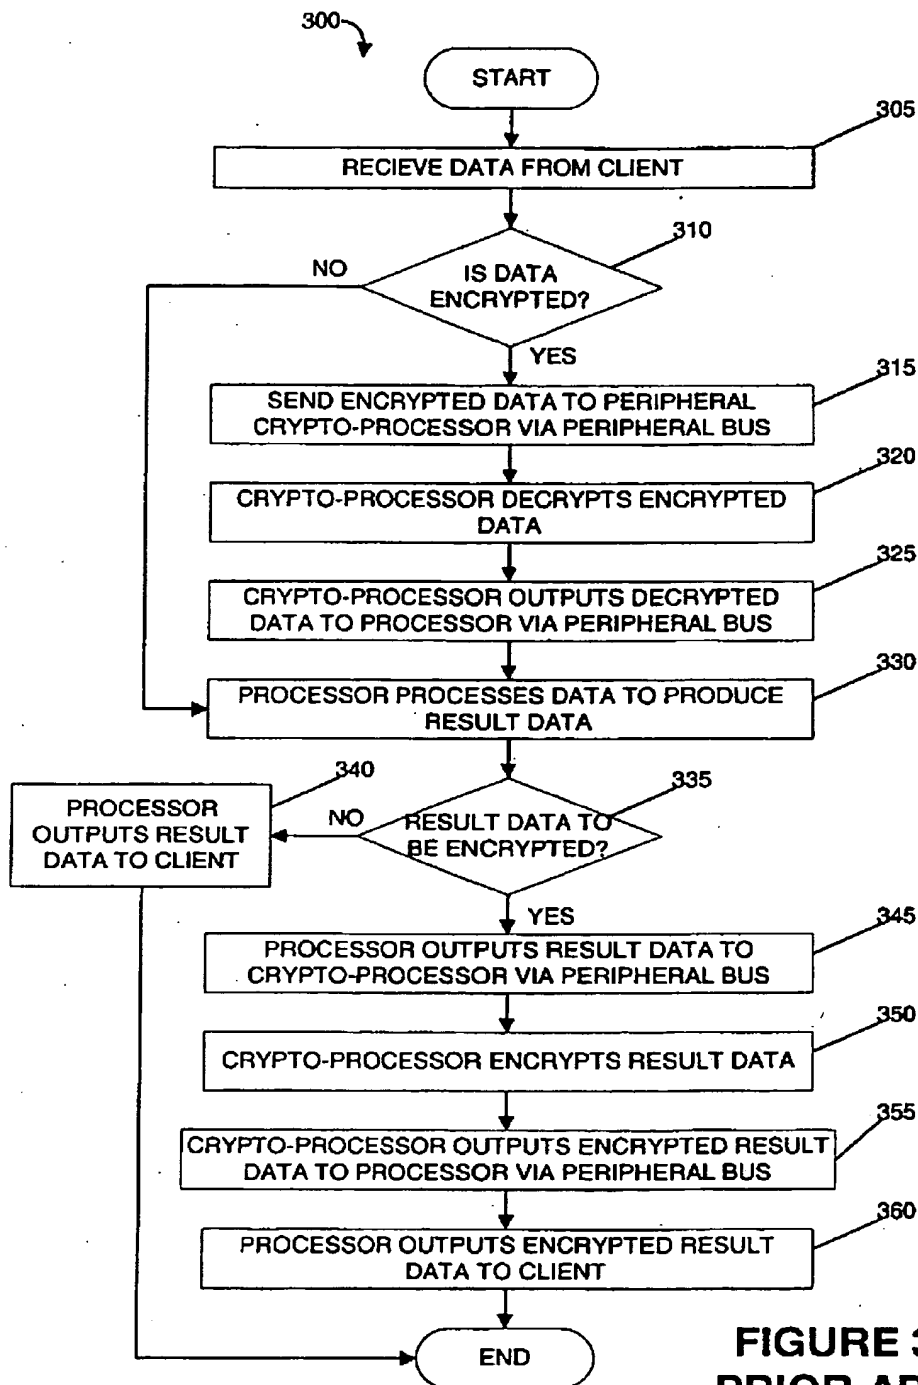 300
START
305
RECIEVE DATA FROM CLIENT
310
NO
IS DATA
ENCRYPTED?
YES
315
SEND ENCRYPTED DATA TO PERIPHERAL
CRYPTO-PROCESSOR VIA PERIPHERAL BUS
320
CRYPTO-PROCESSOR DECRYPTS ENCRYPTED
DATA
325
CRYPTO-PROCESSOR OUTPUTS DECRYPTED
DATA TO PROCESSOR VIA PERIPHERAL BUS
330
PROCESSOR PROCESSES DATA TO PRODUCE
RESULT DATA
340
PROCESSOR
OUTPUTS RESULT
DATA TO CLIENT
335
NO
RESULT DATA TO
BE ENCRYPTED?
YES
345
PROCESSOR OUTPUTS RESULT DATA TO
CRYPTO-PROCESSOR VIA PERIPHERAL BUS
350
CRYPTO-PROCESSOR ENCRYPTS RESULT DATA
355
CRYPTO-PROCESSOR OUTPUTS ENCRYPTED RESULT
DATA TO PROCESSOR VIA PERIPHERAL BUS
360
PROCESSOR OUTPUTS ENCRYPTED RESULT
DATA TO CLIENT
END
FIGURE 3
PRIOR